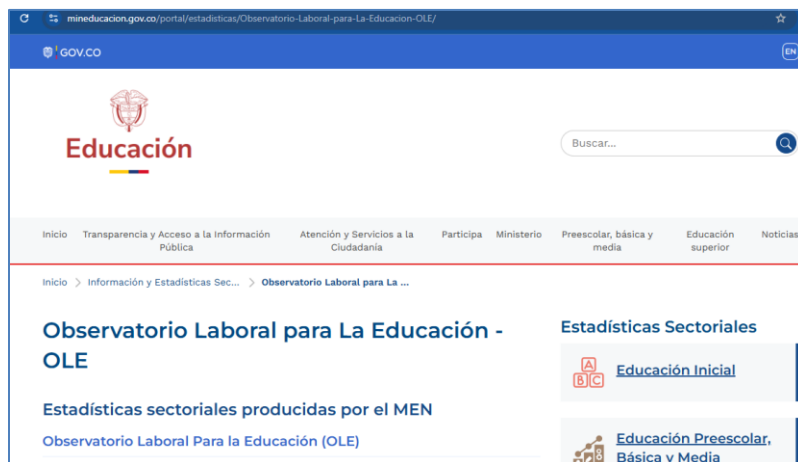 mineducacion.gov.co/portal/estadisticas/Observatorio-Laboral-para-La-Educacion-OLE/
GOV.CO
EN
Educación
Buscar...
Inicio
Transparencia y Acceso a la Información
Pública
Atención y Servicios a la
Ciudadanía
Participa
Ministerio
Preescolar, básica y
media
Educación
superior
Noticias
Inicio > Información y Estadísticas Sec... > Observatorio Laboral para La ...
Observatorio Laboral para La Educación -
OLE
Estadísticas sectoriales producidas por el MEN
Observatorio Laboral Para la Educación (OLE)
Estadísticas Sectoriales
A
B C
Educación Inicial
Educación Preescolar,
Básica y Media